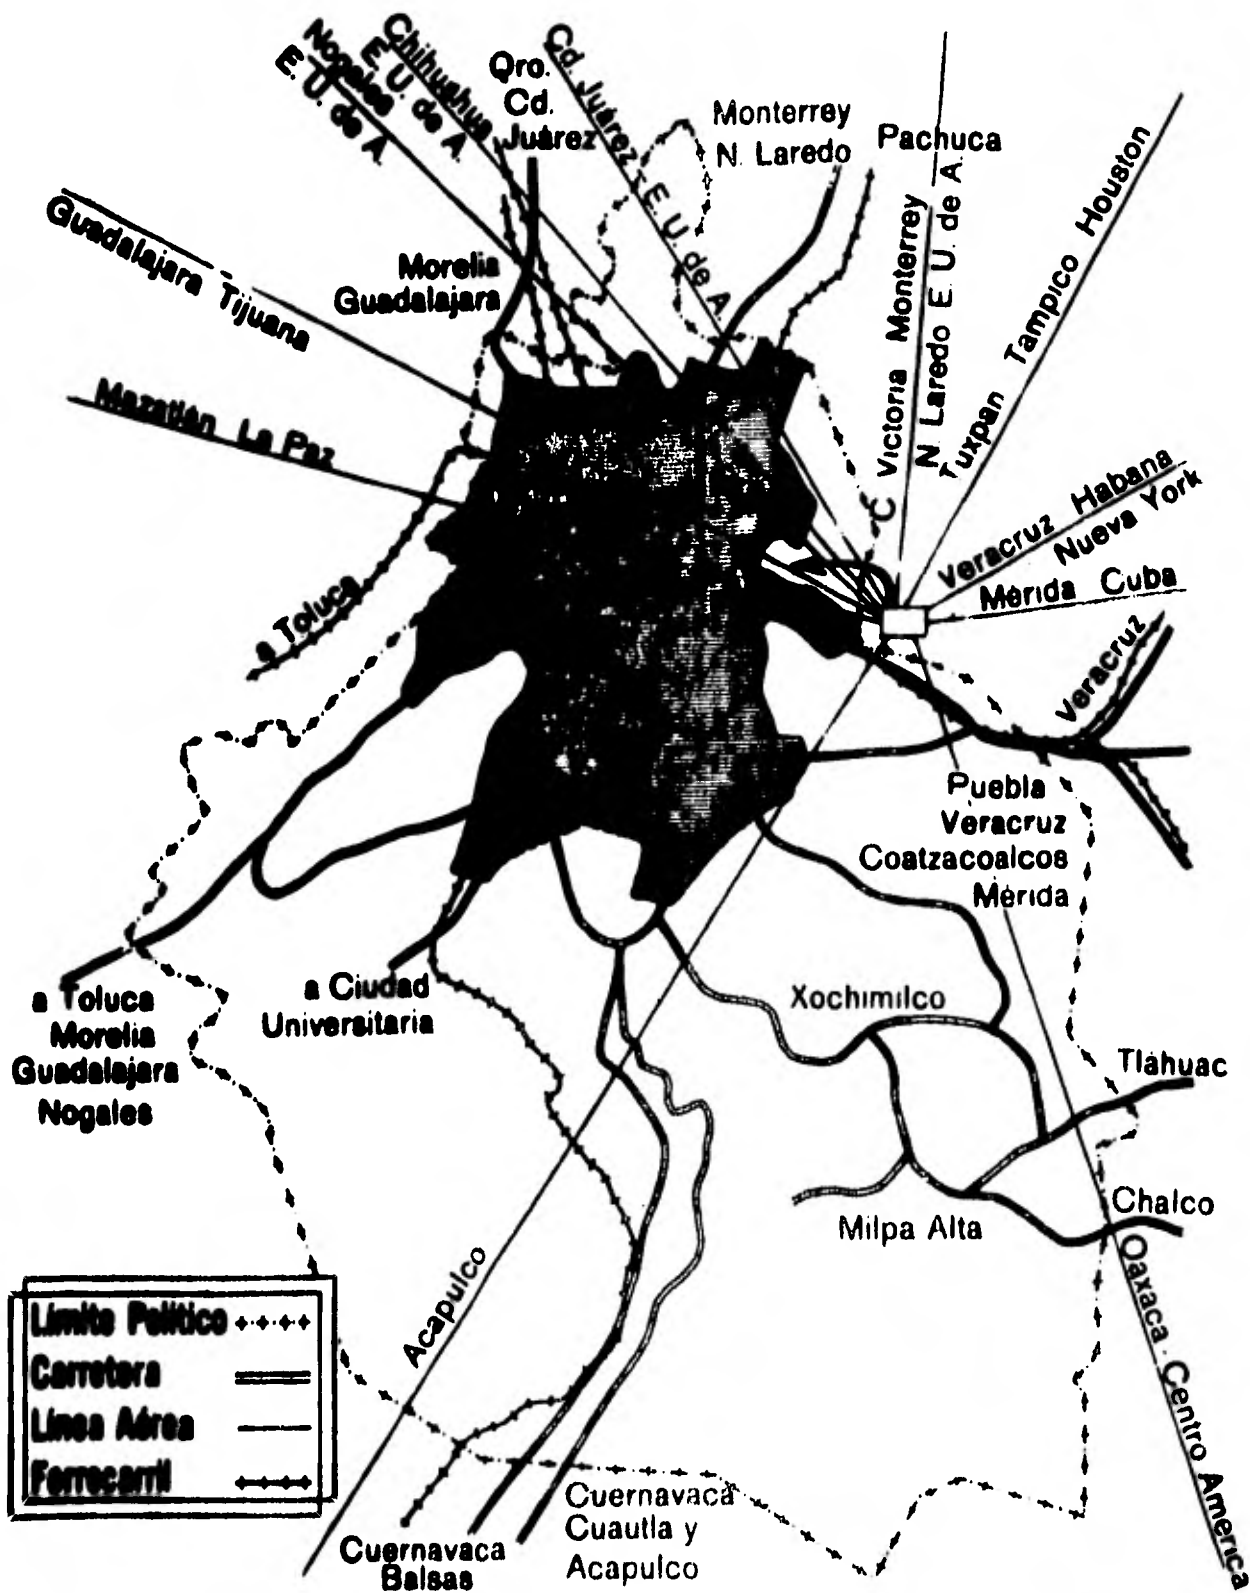 Nogales
E. U. de A.
Chihuahua
E. U. de A.
Qro.
Cd.
Juárez
Cd. Juárez - E. U. de A.
Monterrey
N. Laredo
Pachuca
C Victoria Monterrey
N Laredo E. U. de A.
Tuxpan Tampico Houston
Guadalajara Tijuana
Morelia
Guadalajara
Mazatlán La Paz
Veracruz Habana
Nueva York
Mérida Cuba
a Toluca
Veracruz
Puebla
Veracruz
Coatzacoalcos
Mérida
a Toluca
Morelia
Guadalajara
Nogales
a Ciudad
Universitaria
Xochimilco
Tláhuac
Milpa Alta
Chalco
Acapulco
Oaxaca - Centro América
Límite Político
Carretera
Línea Aérea
Ferrocarril
Cuernavaca
Balsas
Cuernavaca
Cuautla y
Acapulco